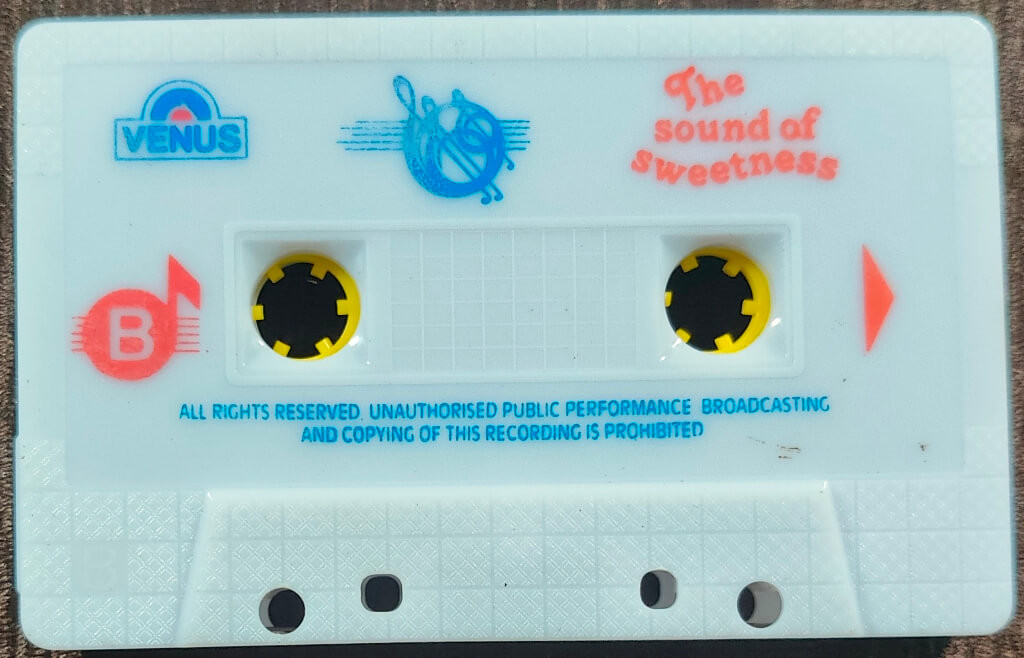 VENUS
The
sound of
sweetness
B
ALL RIGHTS RESERVED. UNAUTHORISED PUBLIC PERFORMANCE BROADCASTING
AND COPYING OF THIS RECORDING IS PROHIBITED
B